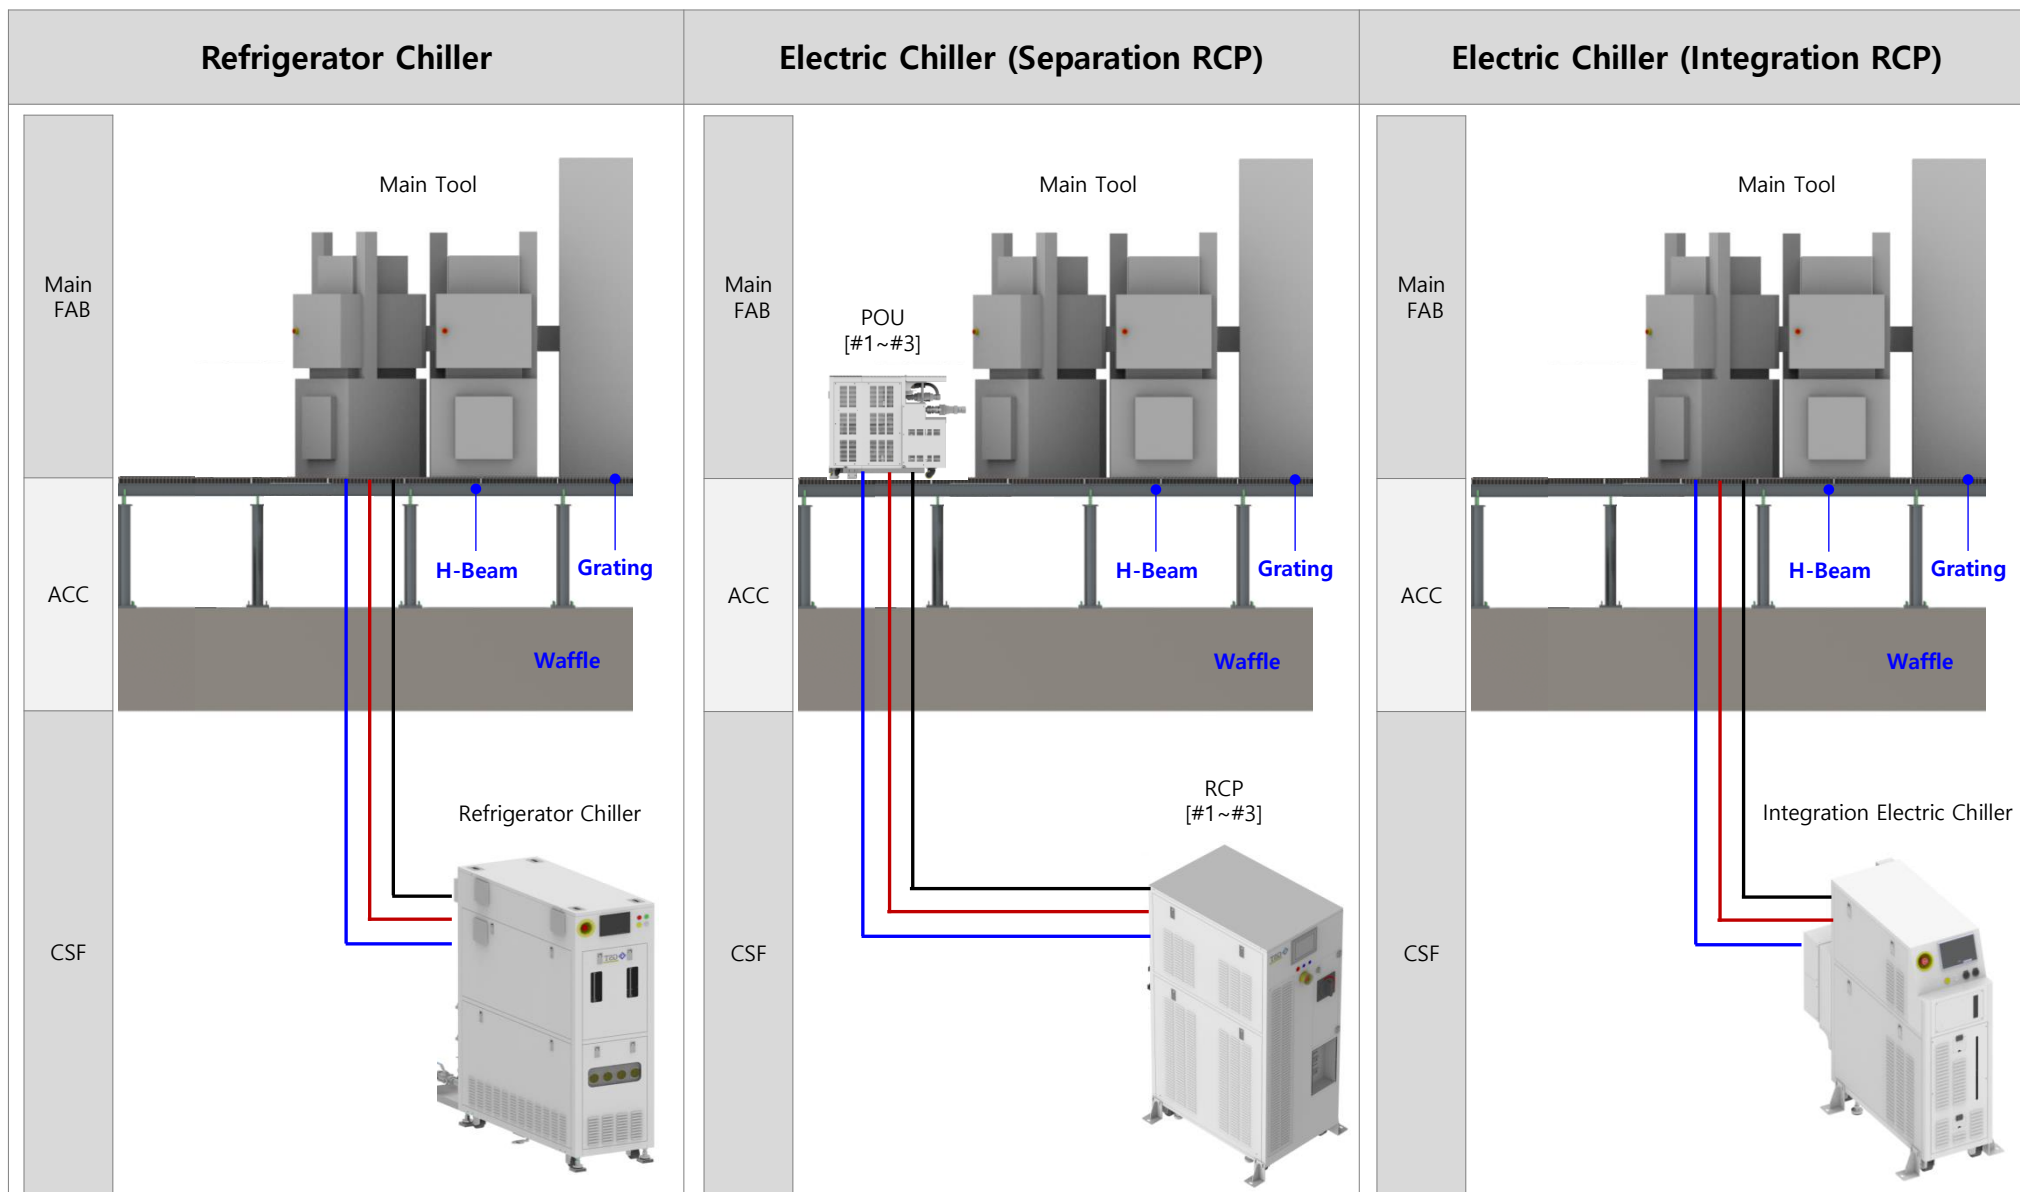 Refrigerator Chiller
Electric Chiller (Separation RCP)
Electric Chiller (Integration RCP)
Main
FAB
Main Tool
ACC
H-Beam
Grating
Waffle
CSF
Refrigerator Chiller
Main
FAB
Main Tool
POU
[#1~#3]
ACC
H-Beam
Grating
Waffle
CSF
RCP
[#1~#3]
Main
FAB
Main Tool
ACC
H-Beam
Grating
Waffle
CSF
Integration Electric Chiller